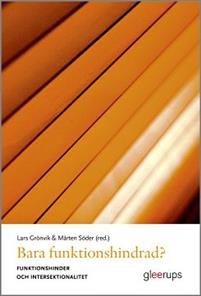 Lars Grönvik & Mårten Söder (red.)
Bara funktionshindrad?
FUNKTIONSHINDER
OCH INTERSEKTIONALITET
gleerups